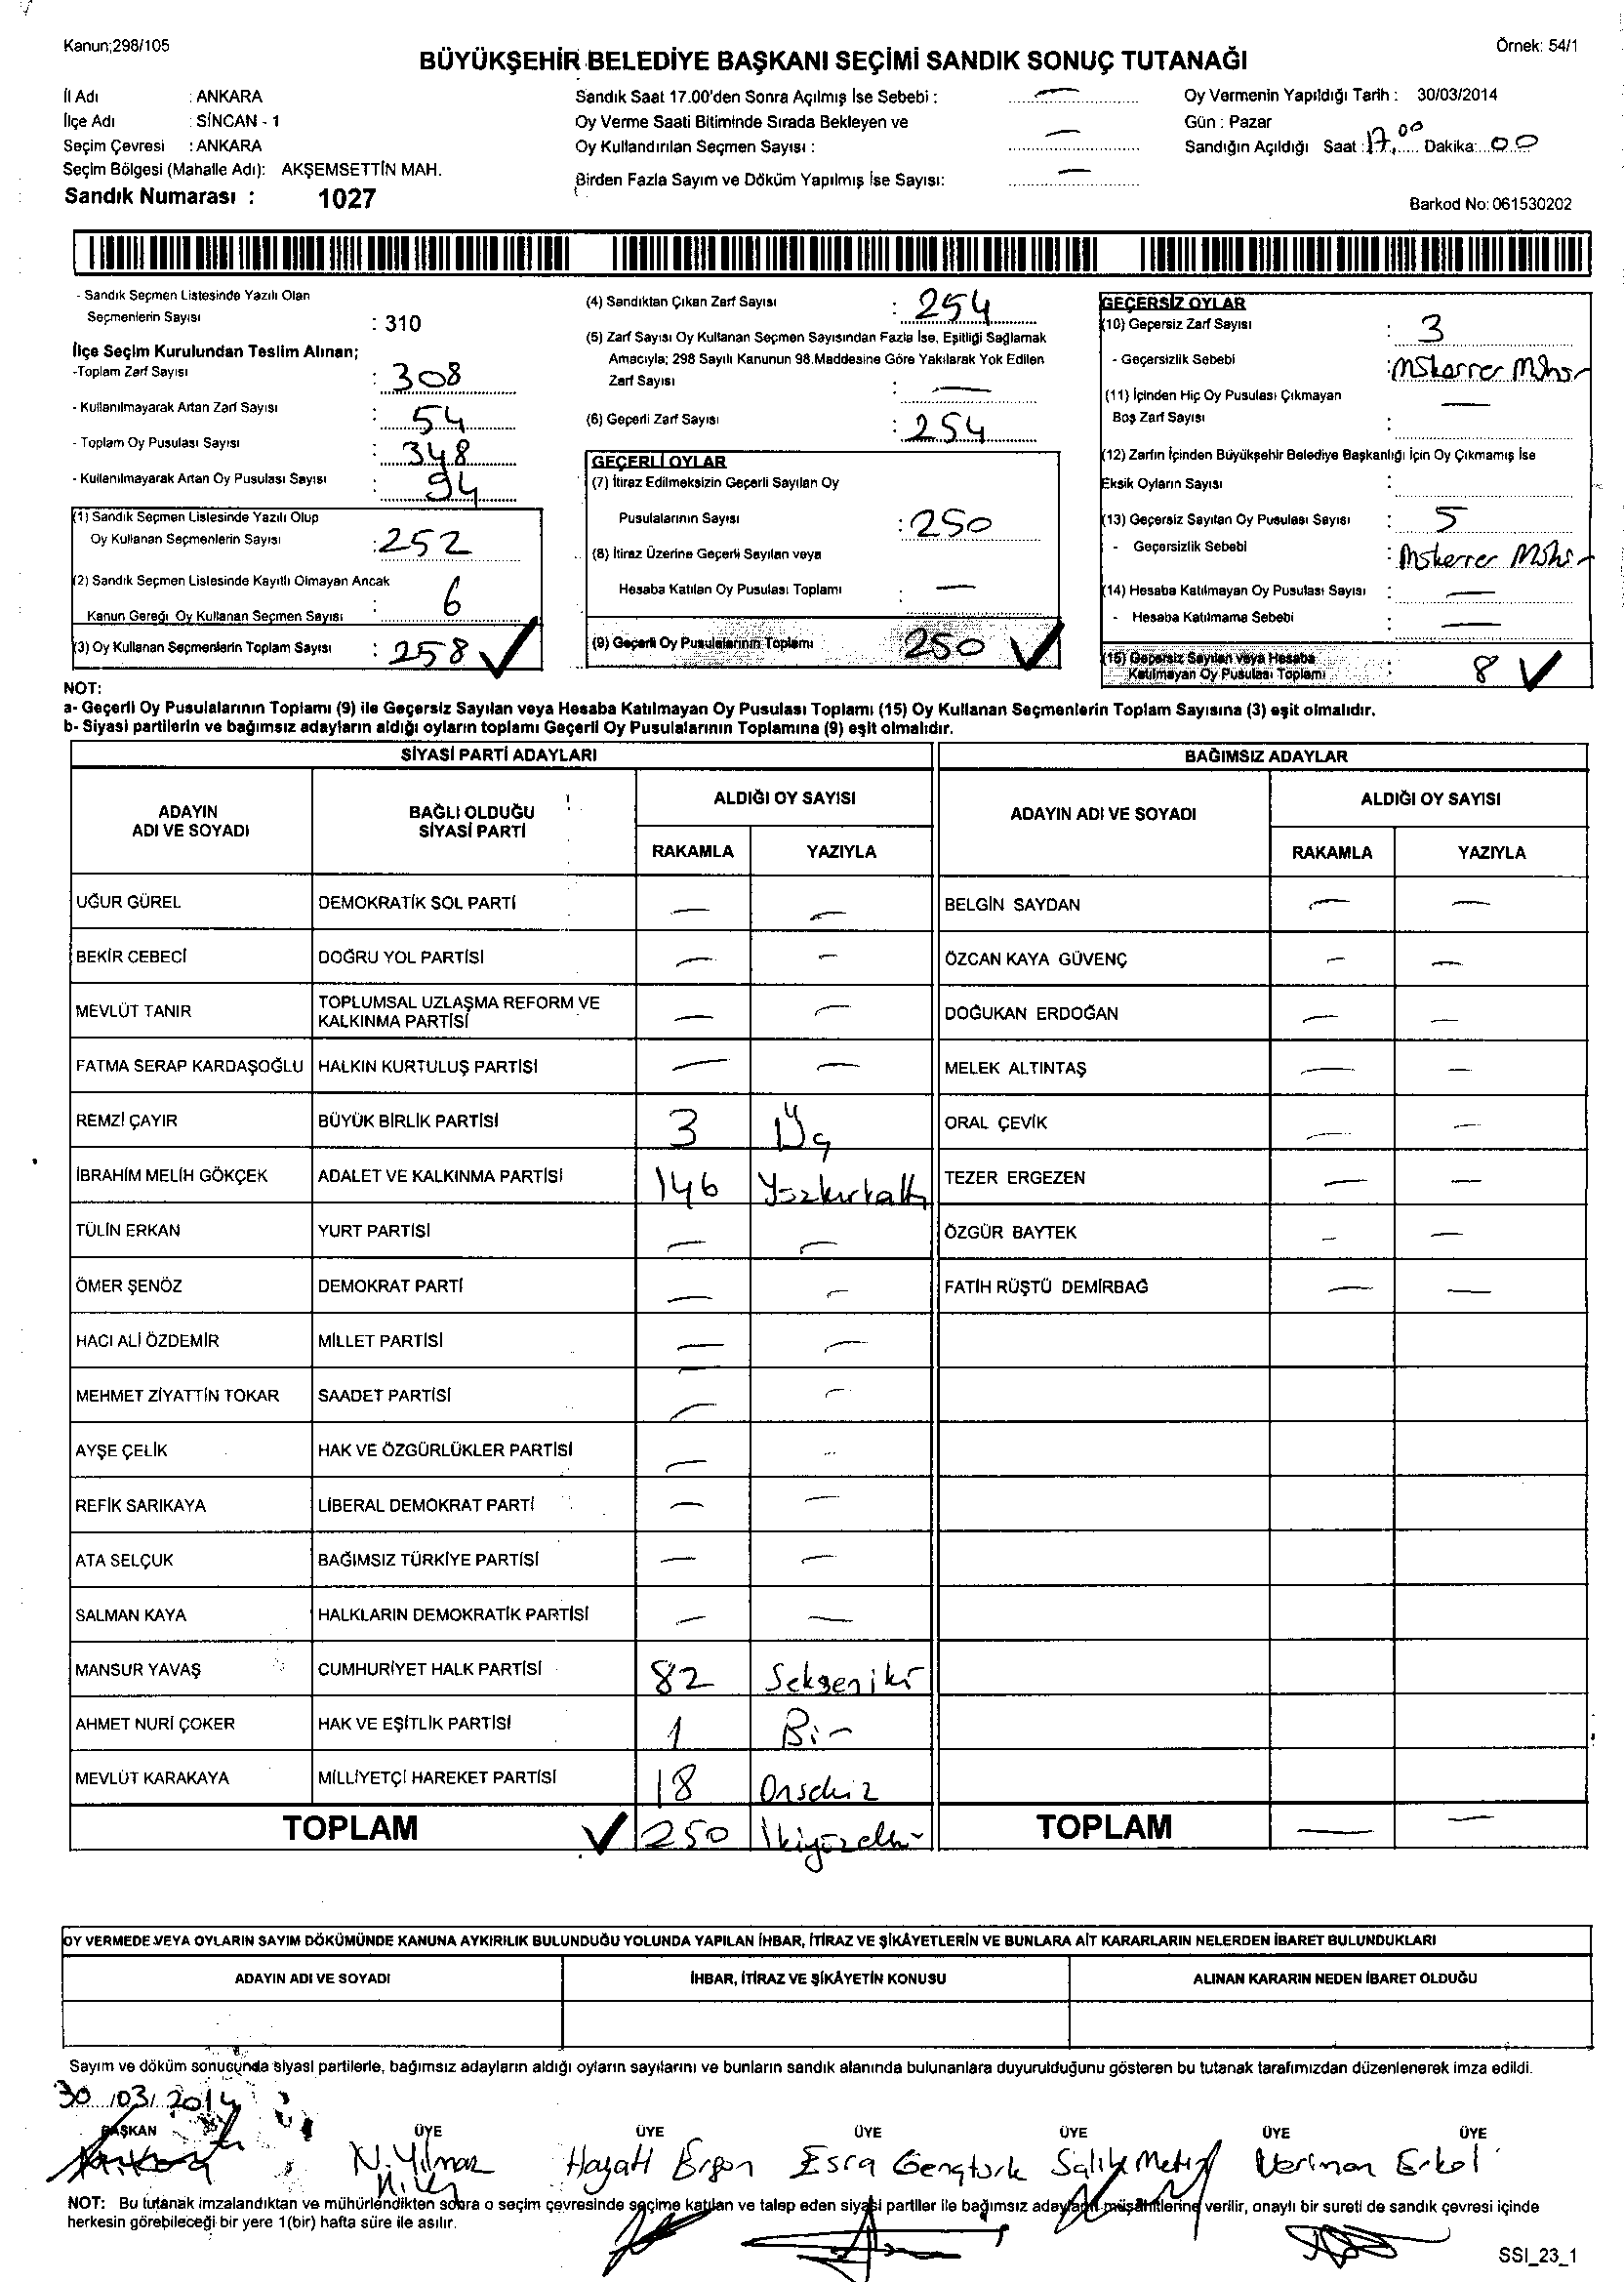 Kanun;298/105
Örnek: 54/1
BÜYÜKŞEHİR BELEDİYE BAŞKANI SEÇİMİ SANDIK SONUÇ TUTANAĞI
İl Adı : ANKARA
İlçe Adı : SİNCAN - 1
Seçim Çevresi : ANKARA
Seçim Bölgesi (Mahalle Adı): AKŞEMSETTİN MAH.
Sandık Numarası : 1027
Sandık Saat 17.00'den Sonra Açılmış İse Sebebi : —
Oy Verme Saati Bitiminde Sırada Bekleyen ve
Oy Kullandırılan Seçmen Sayısı : —
Birden Fazla Sayım ve Döküm Yapılmış İse Sayısı: —
Oy Vermenin Yapıldığı Tarih : 30/03/2014
Gün : Pazar
Sandığın Açıldığı Saat : 17,00 Dakika: 00
Barkod No: 061530202
- Sandık Seçmen Listesinde Yazılı Olan
Seçmenlerin Sayısı : 310
İlçe Seçim Kurulundan Teslim Alınan;
-Toplam Zarf Sayısı : 308
- Kullanılmayarak Artan Zarf Sayısı : 54
- Toplam Oy Pusulası Sayısı : 348
- Kullanılmayarak Artan Oy Pusulası Sayısı : 94
(1) Sandık Seçmen Listesinde Yazılı Olup
Oy Kullanan Seçmenlerin Sayısı : 252
(2) Sandık Seçmen Listesinde Kayıtlı Olmayan Ancak
Kanun Gereği Oy Kullanan Seçmen Sayısı : 6
(3) Oy Kullanan Seçmenlerin Toplam Sayısı : 258
(4) Sandıktan Çıkan Zarf Sayısı : 254
(5) Zarf Sayısı Oy Kullanan Seçmen Sayısından Fazla İse, Eşitliği Sağlamak
Amacıyla; 298 Sayılı Kanunun 98.Maddesine Göre Yakılarak Yok Edilen
Zarf Sayısı : —
(6) Geçerli Zarf Sayısı : 254
GEÇERLİ OYLAR
(7) İtiraz Edilmeksizin Geçerli Sayılan Oy
Pusulalarının Sayısı : 250
(8) İtiraz Üzerine Geçerli Sayılan veya
Hesaba Katılan Oy Pusulası Toplamı : —
(9) Geçerli Oy Pusulalarının Toplamı 250
GEÇERSİZ OYLAR
(10) Geçersiz Zarf Sayısı : 3
- Geçersizlik Sebebi :
(11) İçinden Hiç Oy Pusulası Çıkmayan
Boş Zarf Sayısı : —
(12) Zarfın İçinden Büyükşehir Belediye Başkanlığı İçin Oy Çıkmamış İse
Eksik Oyların Sayısı :
(13) Geçersiz Sayılan Oy Pusulası Sayısı : 5
- Geçersizlik Sebebi :
(14) Hesaba Katılmayan Oy Pusulası Sayısı : —
- Hesaba Katılmama Sebebi : —
(15) Geçersiz Sayılan veya Hesaba
Katılmayan Oy Pusulası Toplamı : 8
NOT:
a- Geçerli Oy Pusulalarının Toplamı (9) ile Geçersiz Sayılan veya Hesaba Katılmayan Oy Pusulası Toplamı (15) Oy Kullanan Seçmenlerin Toplam Sayısına (3) eşit olmalıdır.
b- Siyasi partilerin ve bağımsız adayların aldığı oyların toplamı Geçerli Oy Pusulalarının Toplamına (9) eşit olmalıdır.
SİYASİ PARTİ ADAYLARI
BAĞIMSIZ ADAYLAR
ADAYIN ADI VE SOYADI
BAĞLI OLDUĞU SİYASİ PARTİ
ALDIĞI OY SAYISI
RAKAMLA YAZIYLA
ADAYIN ADI VE SOYADI
ALDIĞI OY SAYISI
RAKAMLA YAZIYLA
UĞUR GÜREL DEMOKRATİK SOL PARTİ — — BELGİN SAYDAN — —
BEKİR CEBECİ DOĞRU YOL PARTİSİ — — ÖZCAN KAYA GÜVENÇ — —
MEVLÜT TANIR TOPLUMSAL UZLAŞMA REFORM VE KALKINMA PARTİSİ — — DOĞUKAN ERDOĞAN — —
FATMA SERAP KARDAŞOĞLU HALKIN KURTULUŞ PARTİSİ — — MELEK ALTINTAŞ — —
REMZİ ÇAYIR BÜYÜK BİRLİK PARTİSİ 3 Üç ORAL ÇEVİK — —
İBRAHİM MELİH GÖKÇEK ADALET VE KALKINMA PARTİSİ 146 Yüzkırkaltı TEZER ERGEZEN — —
TÜLİN ERKAN YURT PARTİSİ — — ÖZGÜR BAYTEK — —
ÖMER ŞENÖZ DEMOKRAT PARTİ — — FATİH RÜŞTÜ DEMİRBAĞ — —
HACI ALİ ÖZDEMİR MİLLET PARTİSİ — —
MEHMET ZİYATTİN TOKAR SAADET PARTİSİ — —
AYŞE ÇELİK HAK VE ÖZGÜRLÜKLER PARTİSİ — —
REFİK SARIKAYA LİBERAL DEMOKRAT PARTİ — —
ATA SELÇUK BAĞIMSIZ TÜRKİYE PARTİSİ — —
SALMAN KAYA HALKLARIN DEMOKRATİK PARTİSİ — —
MANSUR YAVAŞ CUMHURİYET HALK PARTİSİ 82 Sekseniki
AHMET NURİ ÇOKER HAK VE EŞİTLİK PARTİSİ 1 Bir
MEVLÜT KARAKAYA MİLLİYETÇİ HAREKET PARTİSİ 18 Onsekiz
TOPLAM 250 İkiyüzelli TOPLAM — —
OY VERMEDE VEYA OYLARIN SAYIM DÖKÜMÜNDE KANUNA AYKIRILIK BULUNDUĞU YOLUNDA YAPILAN İHBAR, İTİRAZ VE ŞİKÂYETLERİN VE BUNLARA AİT KARARLARIN NELERDEN İBARET BULUNDUKLARI
ADAYIN ADI VE SOYADI İHBAR, İTİRAZ VE ŞİKÂYETİN KONUSU ALINAN KARARIN NEDEN İBARET OLDUĞU
Sayım ve döküm sonucunda siyasi partilerle, bağımsız adayların aldığı oyların sayılarını ve bunların sandık alanında bulunanlara duyurulduğunu gösteren bu tutanak tarafımızdan düzenlenerek imza edildi.
30/03/2014
BAŞKAN ÜYE ÜYE ÜYE ÜYE ÜYE ÜYE
N. Yılmaz Hayati Ergen Esra Gençtürk Salih Metin Neriman Erkol
NOT: Bu tutanak imzalandıktan ve mühürlendikten sonra o seçim çevresinde seçime katılan ve talep eden siyasi partiler ile bağımsız adayların müşahitlerine verilir, onaylı bir sureti de sandık çevresi içinde
herkesin görebileceği bir yere 1(bir) hafta süre ile asılır.
SSI_23_1